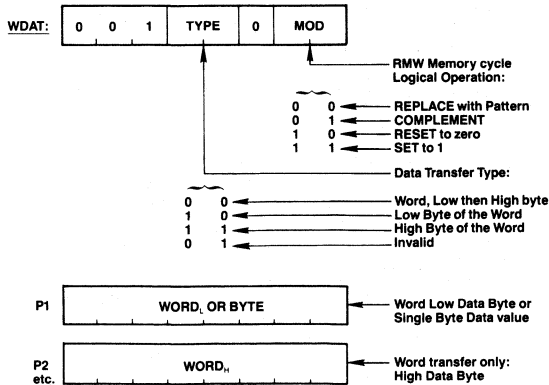 WDAT: 0 0 1 TYPE 0 MOD
RMW Memory cycle
Logical Operation:
0 0 REPLACE with Pattern
0 1 COMPLEMENT
1 0 RESET to zero
1 1 SET to 1
Data Transfer Type:
0 0 Word, Low then High byte
1 0 Low Byte of the Word
1 1 High Byte of the Word
0 1 Invalid
P1 WORDL OR BYTE Word Low Data Byte or
Single Byte Data value
P2 WORDH Word transfer only:
etc. High Data Byte